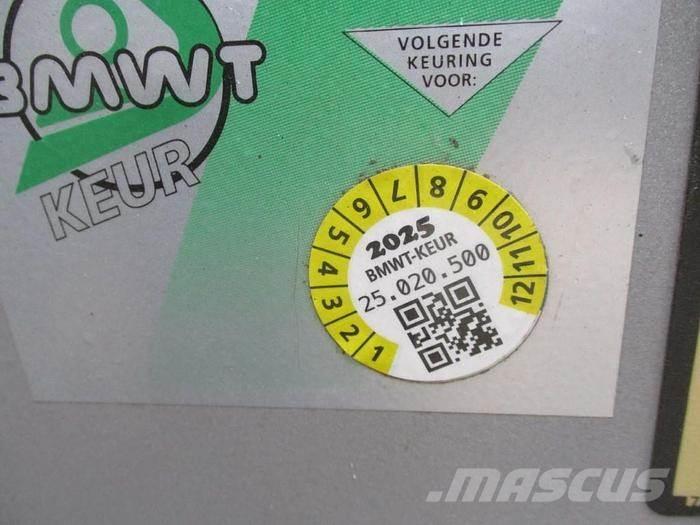 BMWT
KEUR
VOLGENDE
KEURING
VOOR:
1 2 3 4 5 6 7 8 9 10 11 12
2025
BMWT-KEUR
25.020.500
MASCUS